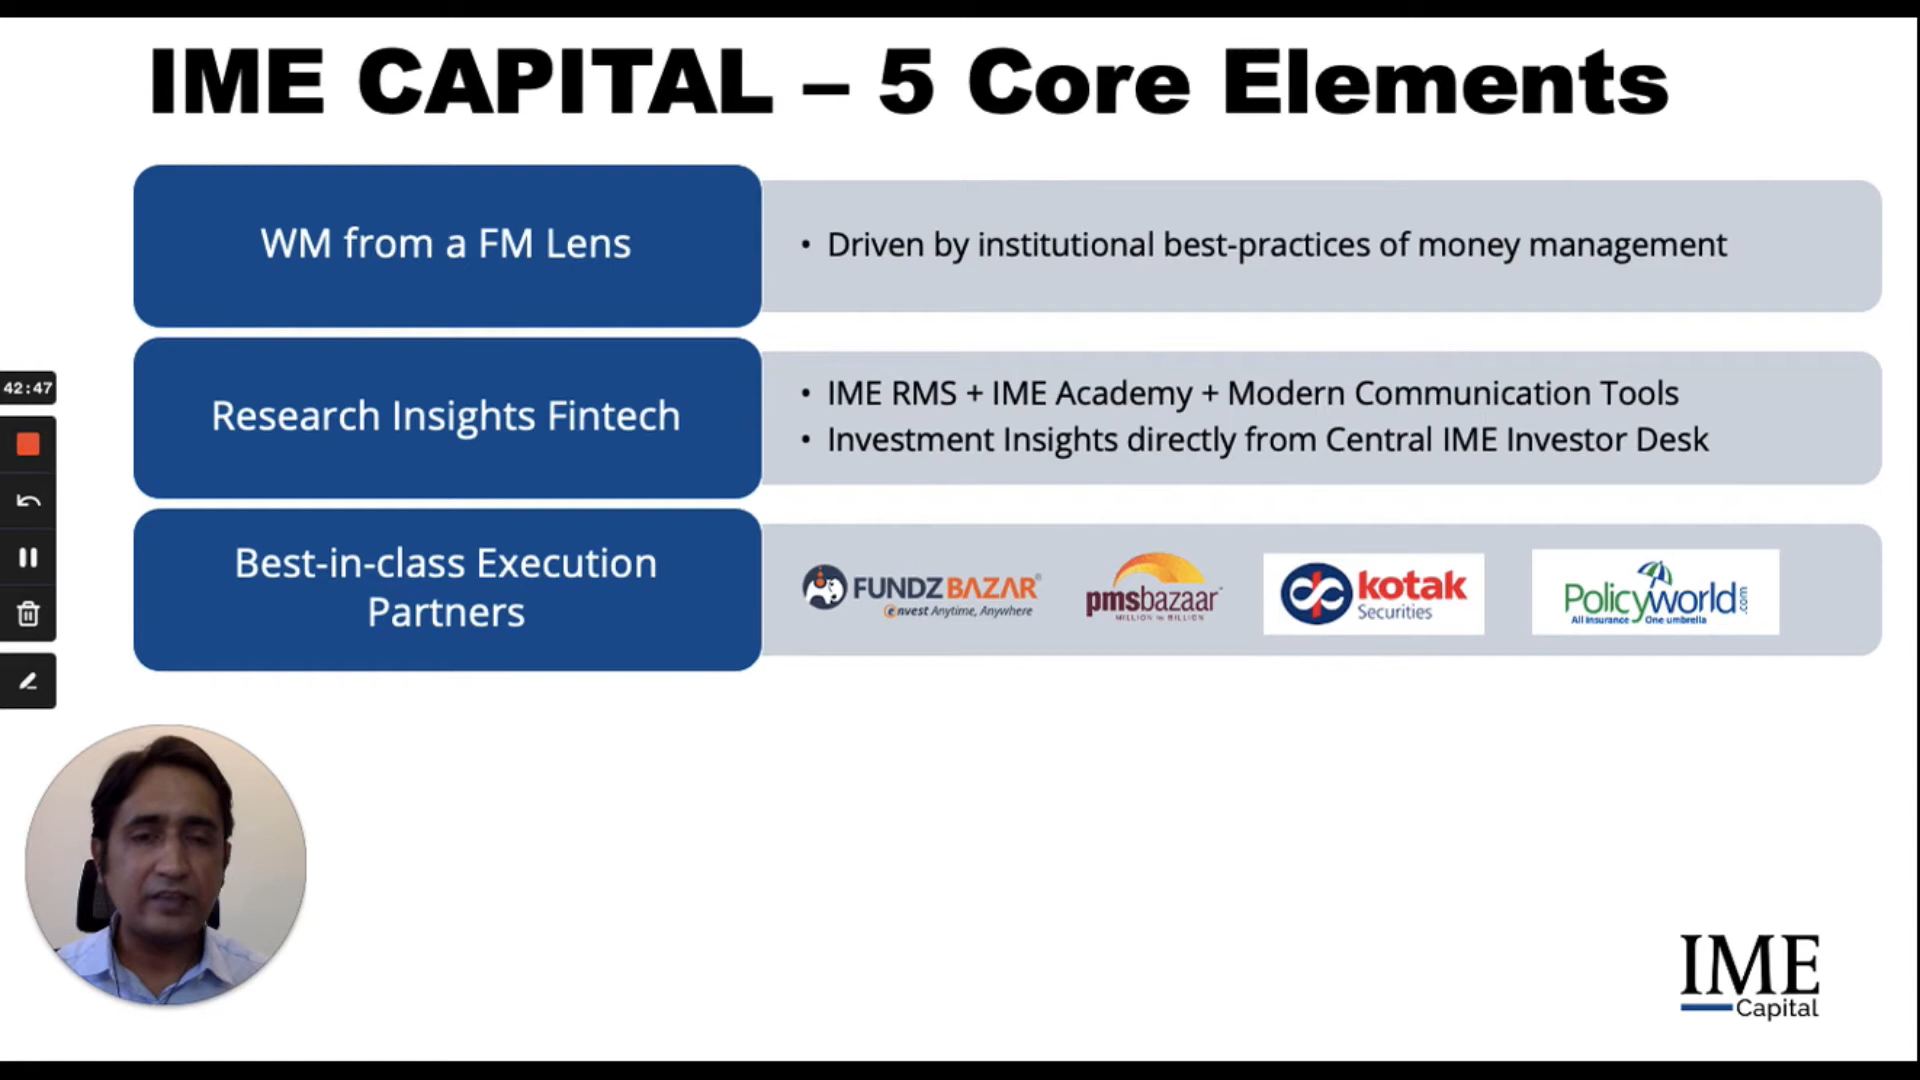 IME CAPITAL – 5 Core Elements
WM from a FM Lens
• Driven by institutional best-practices of money management
Research Insights Fintech
• IME RMS + IME Academy + Modern Communication Tools
• Investment Insights directly from Central IME Investor Desk
Best-in-class Execution
Partners
FUNDZBAZAR®
einvest Anytime, Anywhere
pmsbazaar
MILLION to BILLION
kotak
Securities
Policyworld.com
All insurance One umbrella
42:47
IME
Capital